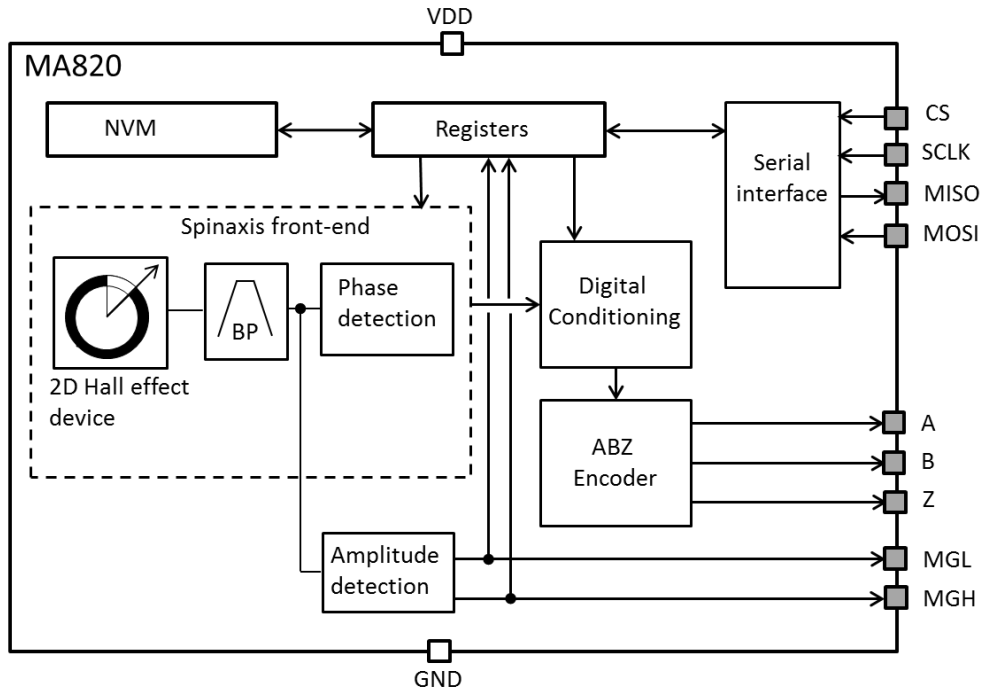 VDD
MA820
NVM
Registers
Serial
interface
CS
SCLK
MISO
MOSI
Spinaxis front-end
2D Hall effect
device
BP
Phase
detection
Digital
Conditioning
ABZ
Encoder
A
B
Z
Amplitude
detection
MGL
MGH
GND